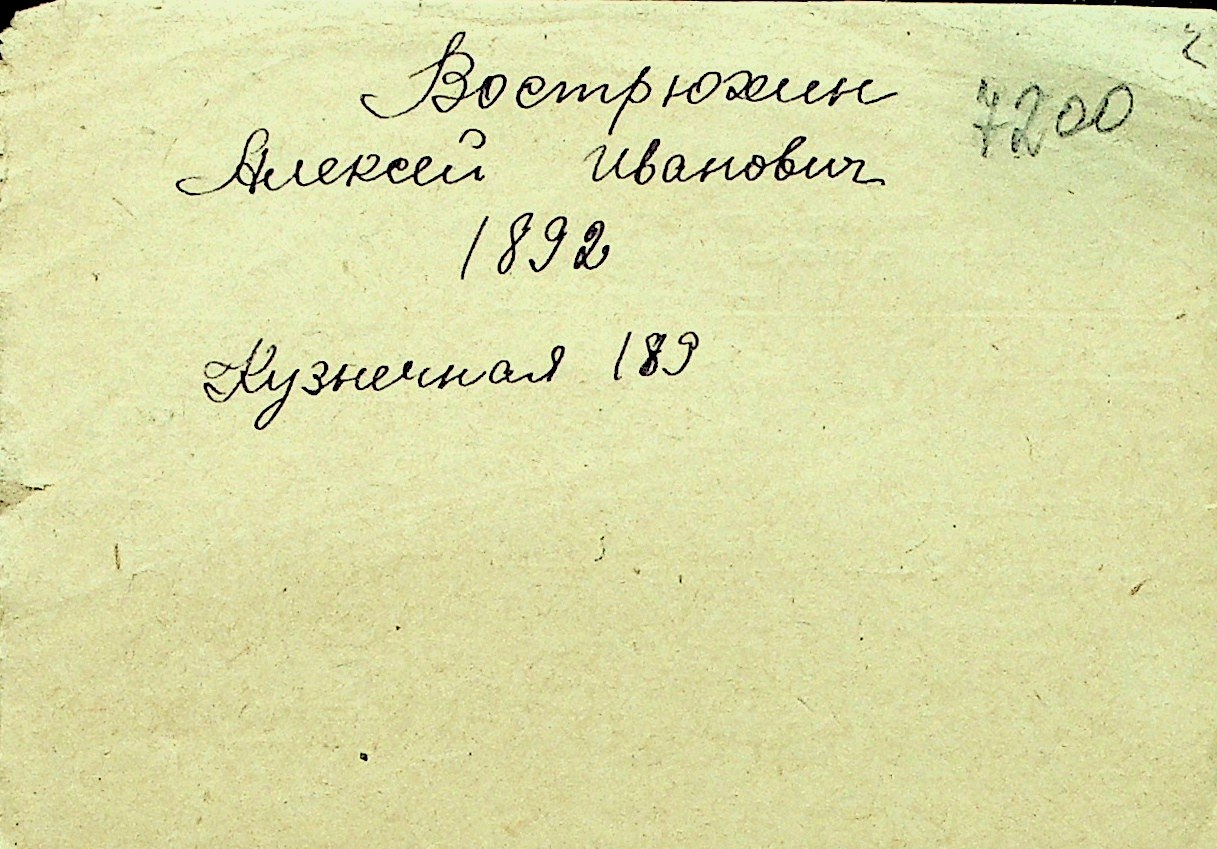 Вострюхин 7200
Алексей Иванович
1892
Кузнечная 189